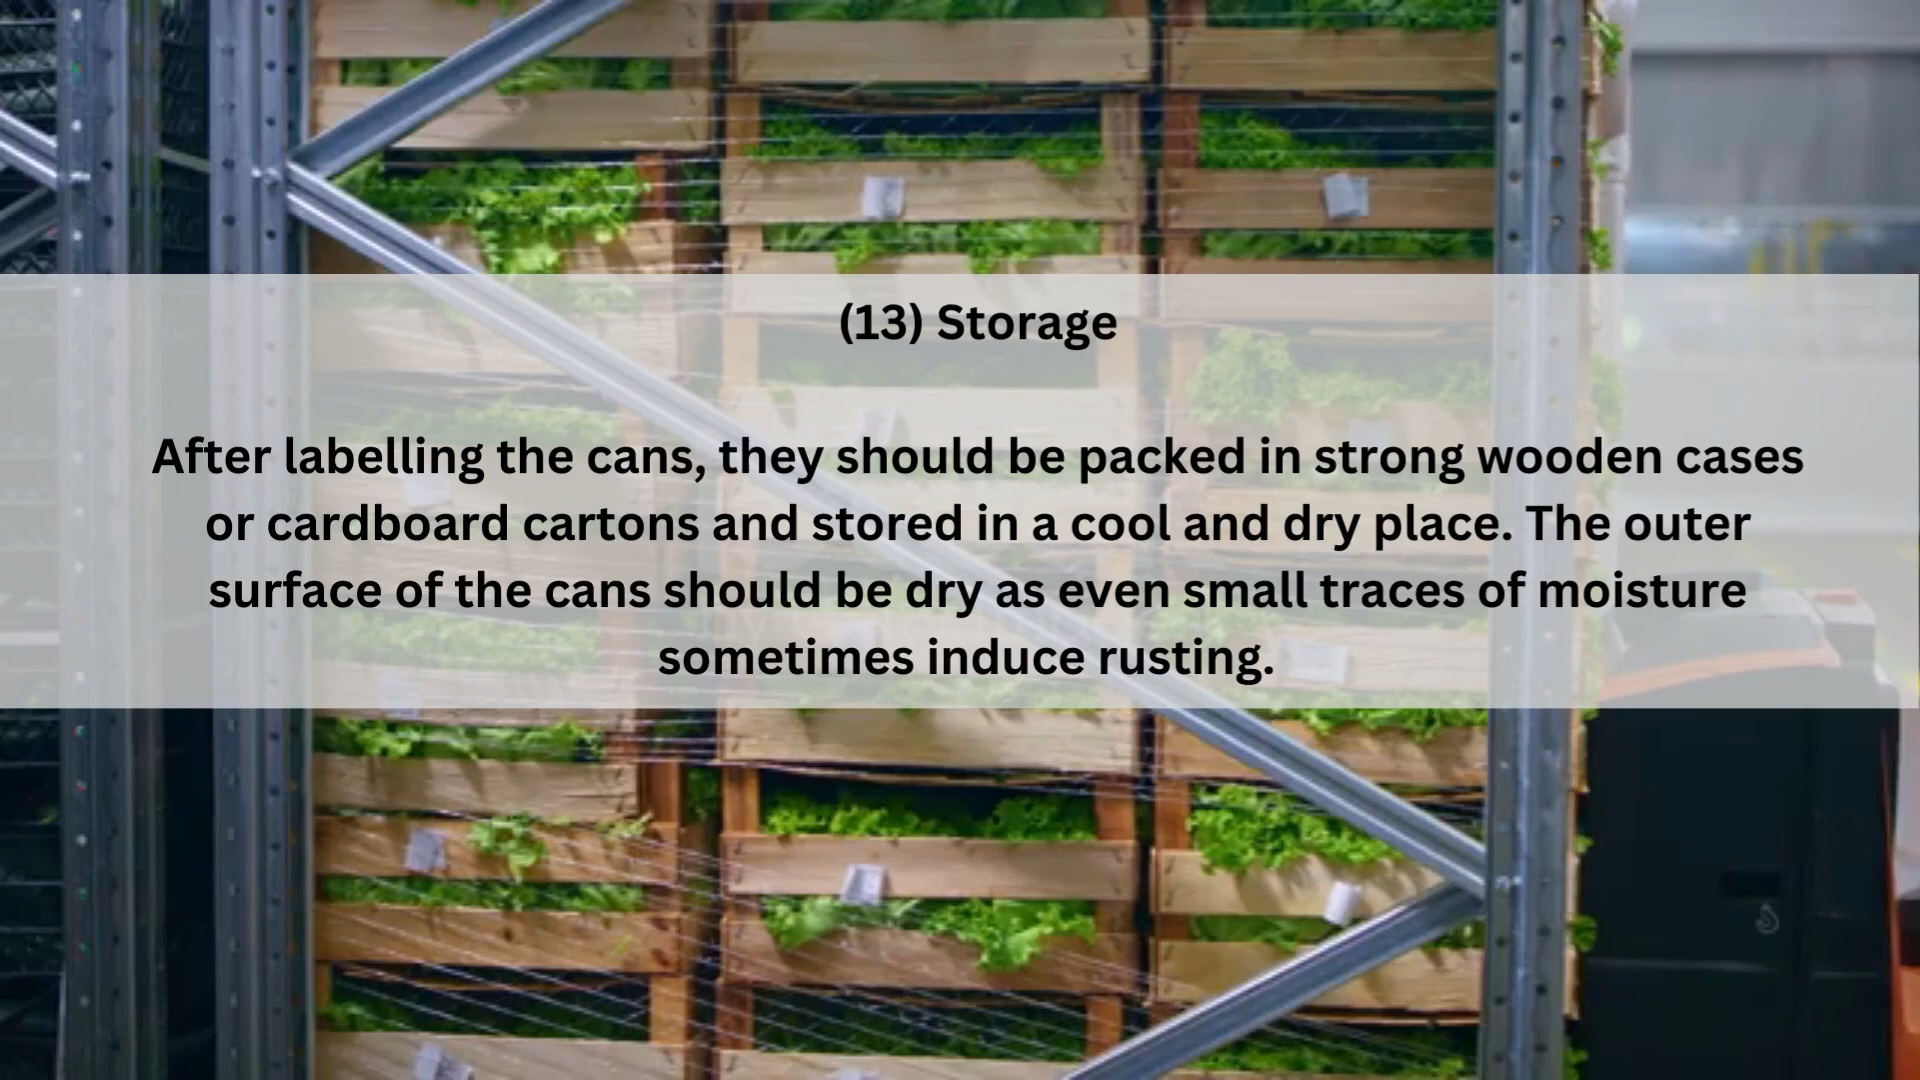 (13) Storage
After labelling the cans, they should be packed in strong wooden cases
or cardboard cartons and stored in a cool and dry place. The outer
surface of the cans should be dry as even small traces of moisture
sometimes induce rusting.